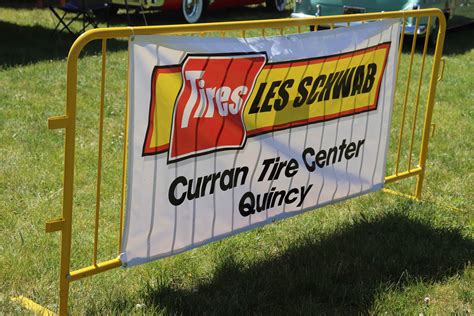 Tires LES SCHWAB
Curran Tire Center
Quincy